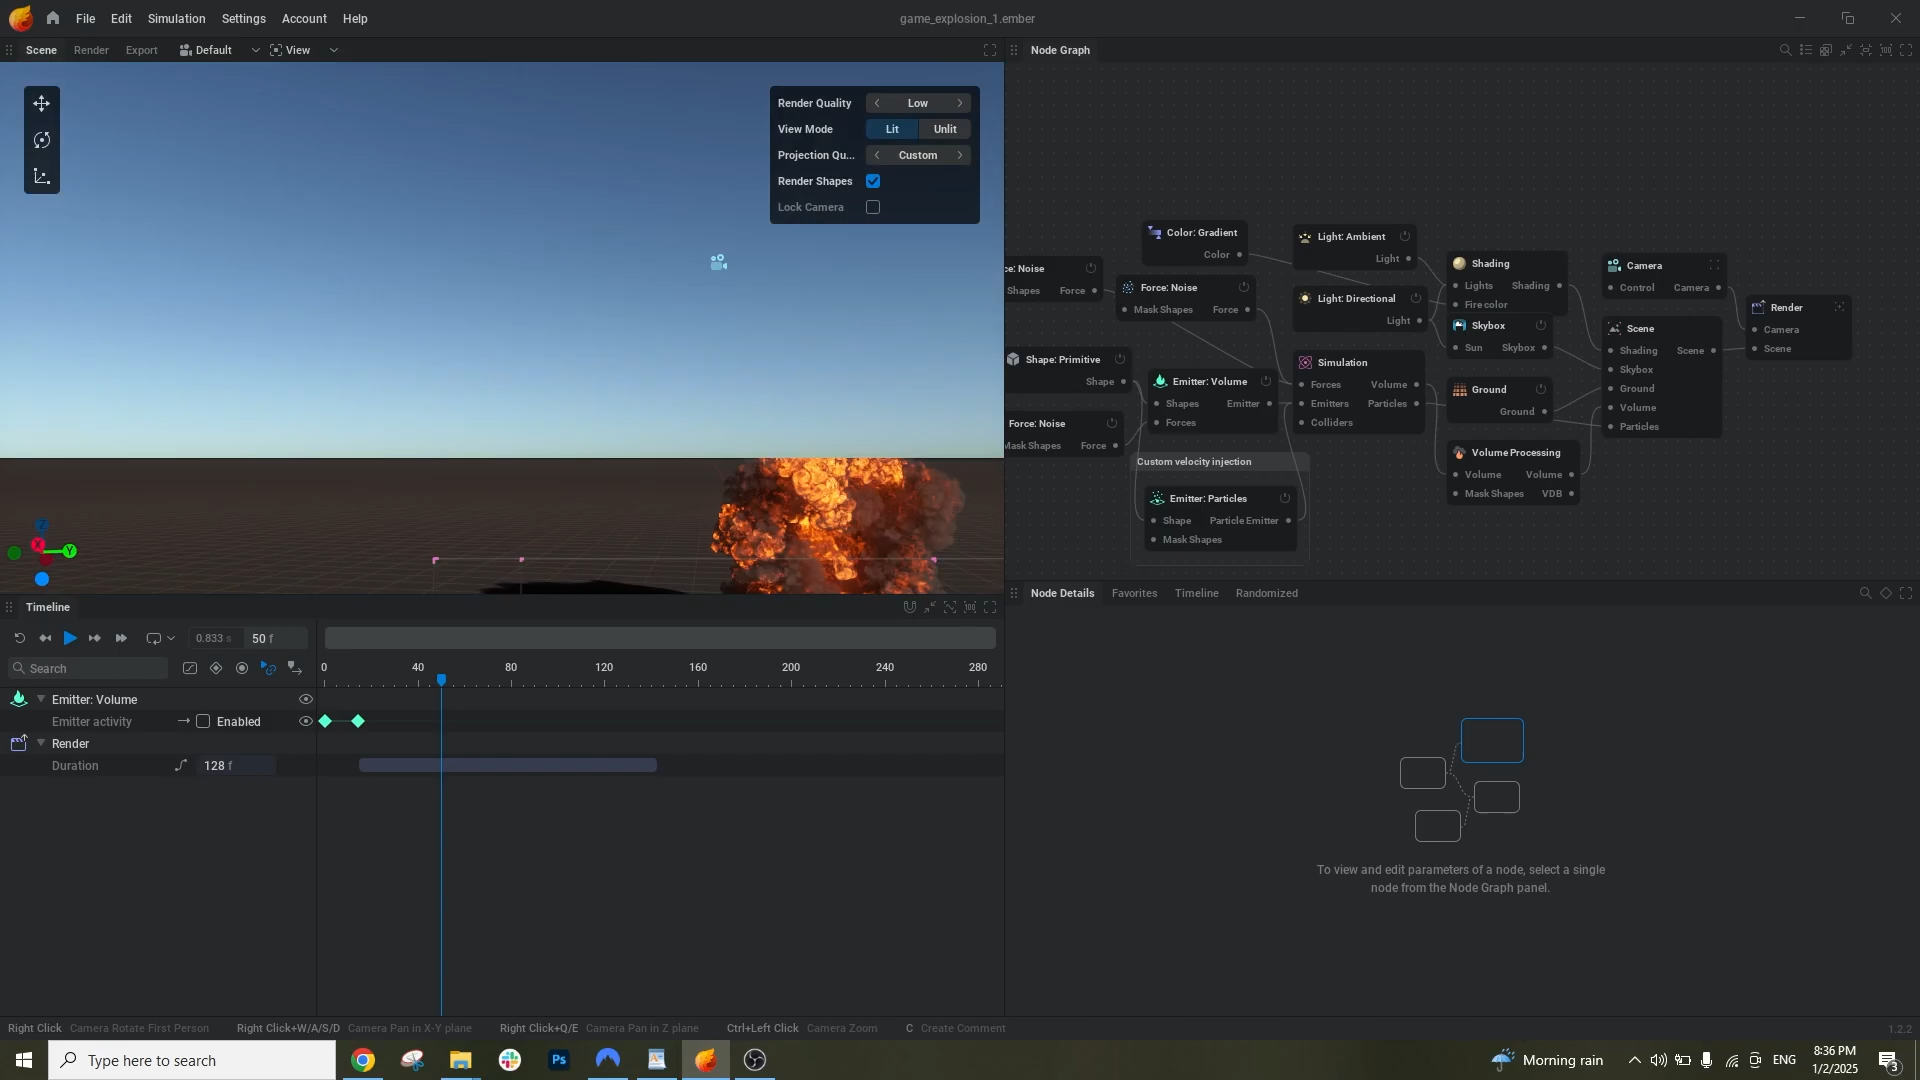 File Edit Simulation Settings Account Help
game_explosion_1.ember
Scene Render Export Default View
Node Graph
Render Quality Low
View Mode Lit Unlit
Projection Qu... Custom
Render Shapes
Lock Camera
Z
X
Y
ce: Noise
Shapes Force
Color: Gradient
Color
Force: Noise
Mask Shapes Force
Light: Ambient
Light
Light: Directional
Light
Shading
Lights Shading
Fire color
Skybox
Sun Skybox
Camera
Control Camera
Render
Camera
Scene
Scene
Shading Scene
Skybox
Ground
Volume
Particles
Shape: Primitive
Shape
Emitter: Volume
Shapes Emitter
Forces
Simulation
Forces Volume
Emitters Particles
Colliders
Ground
Ground
Force: Noise
Mask Shapes Force
Volume Processing
Volume Volume
Mask Shapes VDB
Custom velocity injection
Emitter: Particles
Shape Particle Emitter
Mask Shapes
Timeline
0.833 s 50 f
Search
0 40 80 120 160 200 240 280
Emitter: Volume
Emitter activity Enabled
Render
Duration 128 f
Node Details Favorites Timeline Randomized
To view and edit parameters of a node, select a single
node from the Node Graph panel.
Right Click Camera Rotate First Person Right Click+W/A/S/D Camera Pan in X-Y plane Right Click+Q/E Camera Pan in Z plane Ctrl+Left Click Camera Zoom C Create Comment 1.2.2
Type here to search
Ps
Morning rain
ENG
8:36 PM
1/2/2025
3